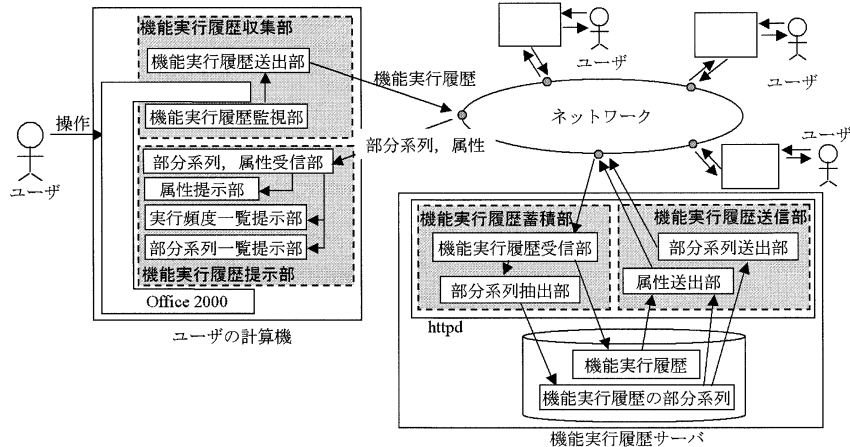 機能実行履歴収集部
機能実行履歴送出部
機能実行履歴監視部
操作
ユーザ
部分系列，属性受信部
属性提示部
実行頻度一覧提示部
部分系列一覧提示部
機能実行履歴提示部
Office 2000
ユーザの計算機
機能実行履歴
部分系列，属性
ネットワーク
ユーザ
ユーザ
ユーザ
機能実行履歴蓄積部
機能実行履歴受信部
部分系列抽出部
機能実行履歴送信部
部分系列送出部
属性送出部
httpd
機能実行履歴
機能実行履歴の部分系列
機能実行履歴サーバ